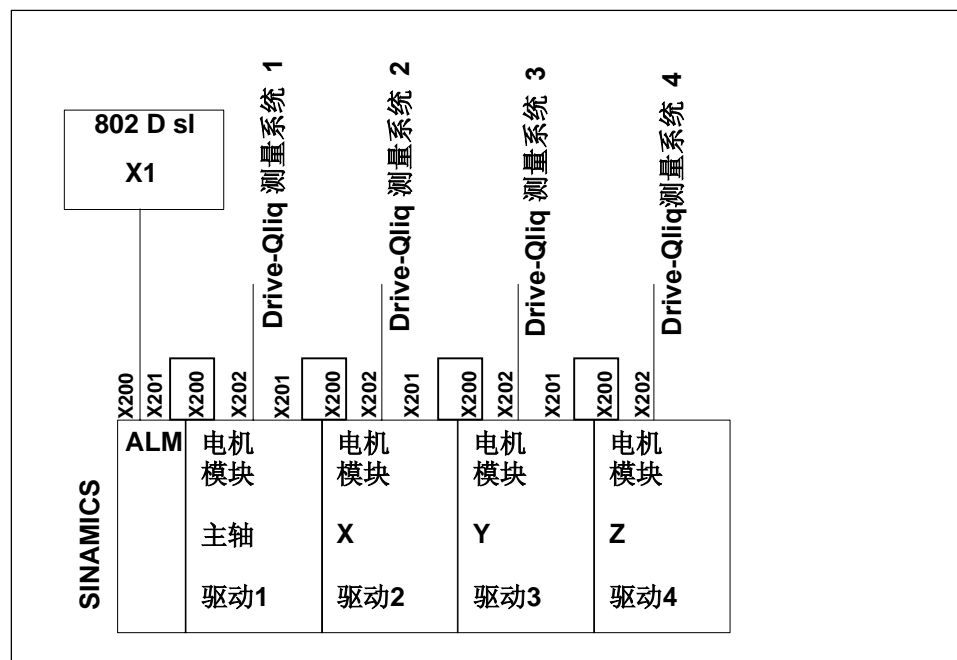 802 D sl
X1
Drive-Qliq 测量系统 1
Drive-Qliq 测量系统 2
Drive-Qliq 测量系统 3
Drive-Qliq测量系统 4
X200
X201
X200
X202
X201
X200
X202
X201
X200
X202
X201
X200
X202
SINAMICS
ALM
电机
模块
主轴
驱动1
电机
模块
X
驱动2
电机
模块
Y
驱动3
电机
模块
Z
驱动4